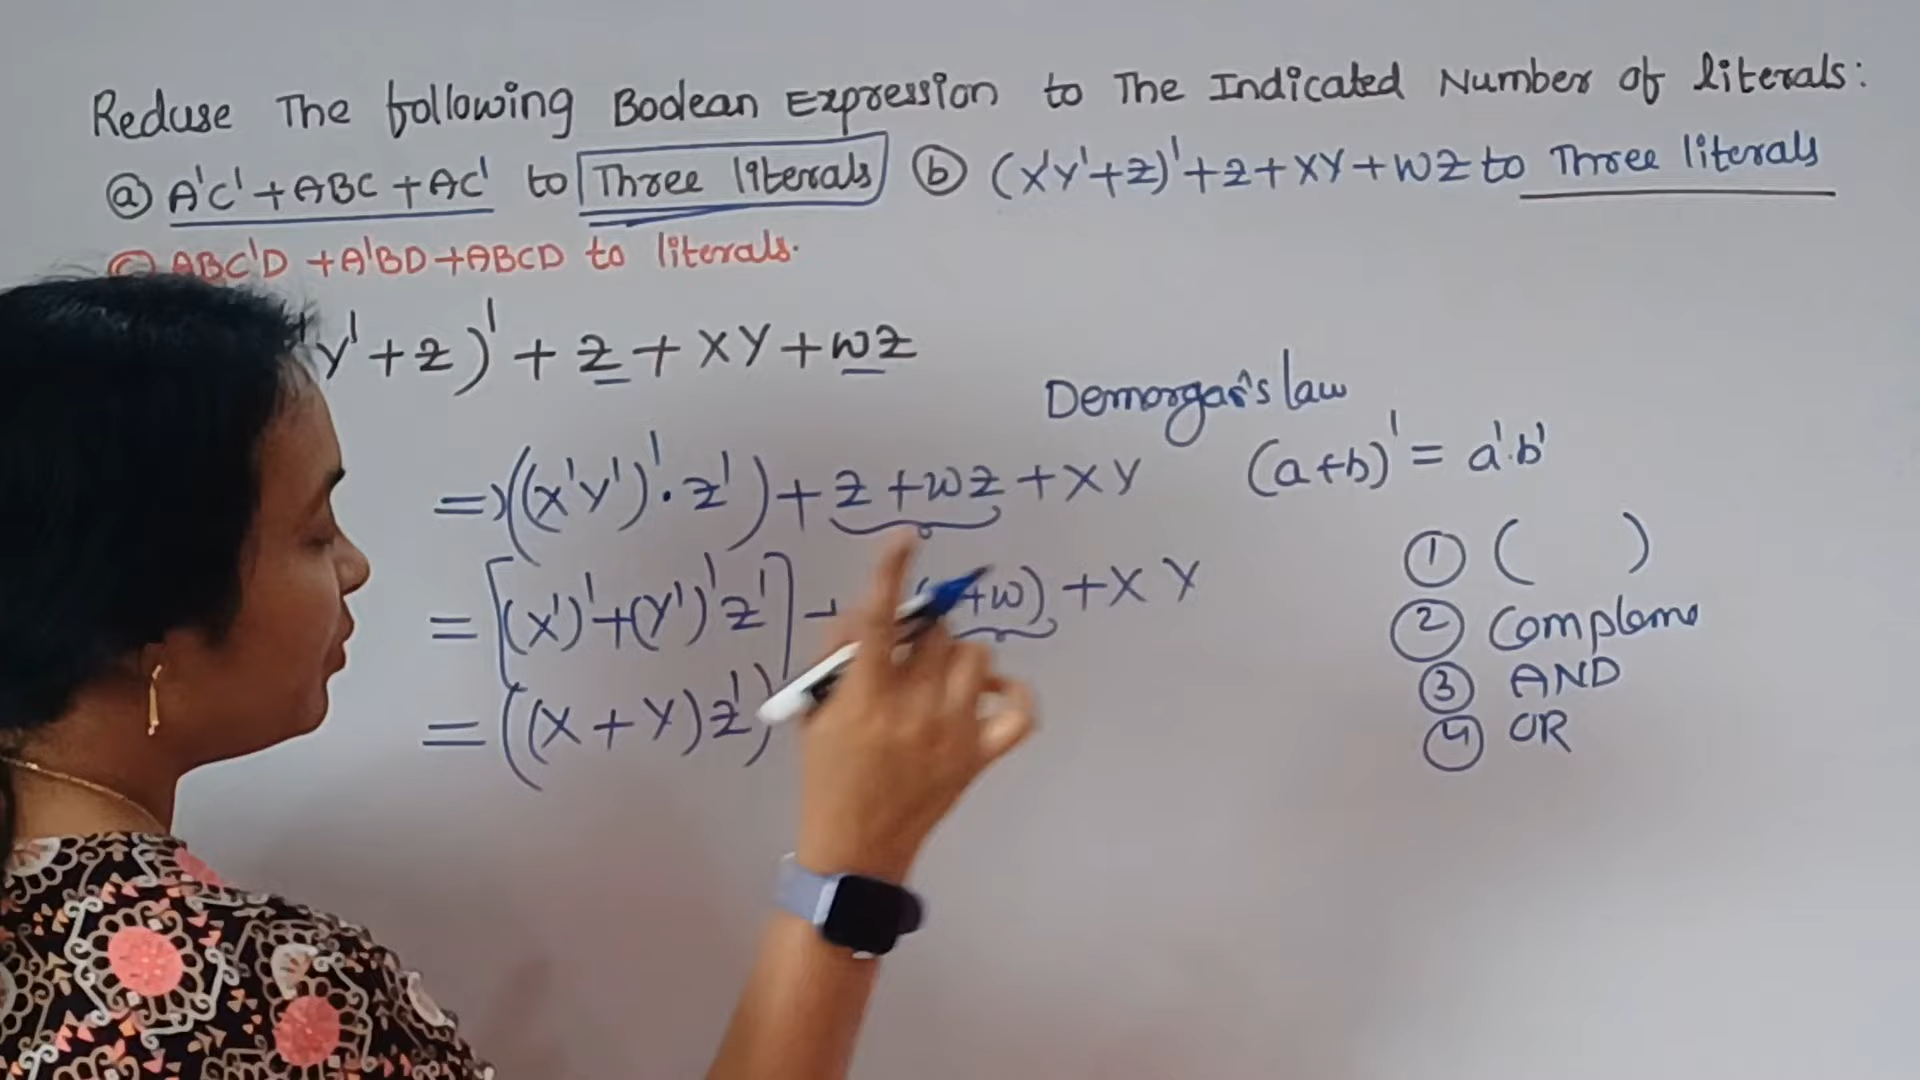 Reduse The following Boolean Expression to The Indicated Number of literals:
ⓐ A'C' + ABC + AC' to Three literals ⓑ (x'y'+z)'+z+XY+WZ to Three literals
ⓒ ABC'D + A'BD + ABCD to literals.
y' + z)' + z + XY + wz
Demorgan's law
=> ((x'y')'·z') + z + wz + XY
(a+b)' = a'·b'
= [(x')'+(y')'z'] + +w) + X Y
① ( )
② Compleme
= ((X + Y)z')
③ AND
④ OR